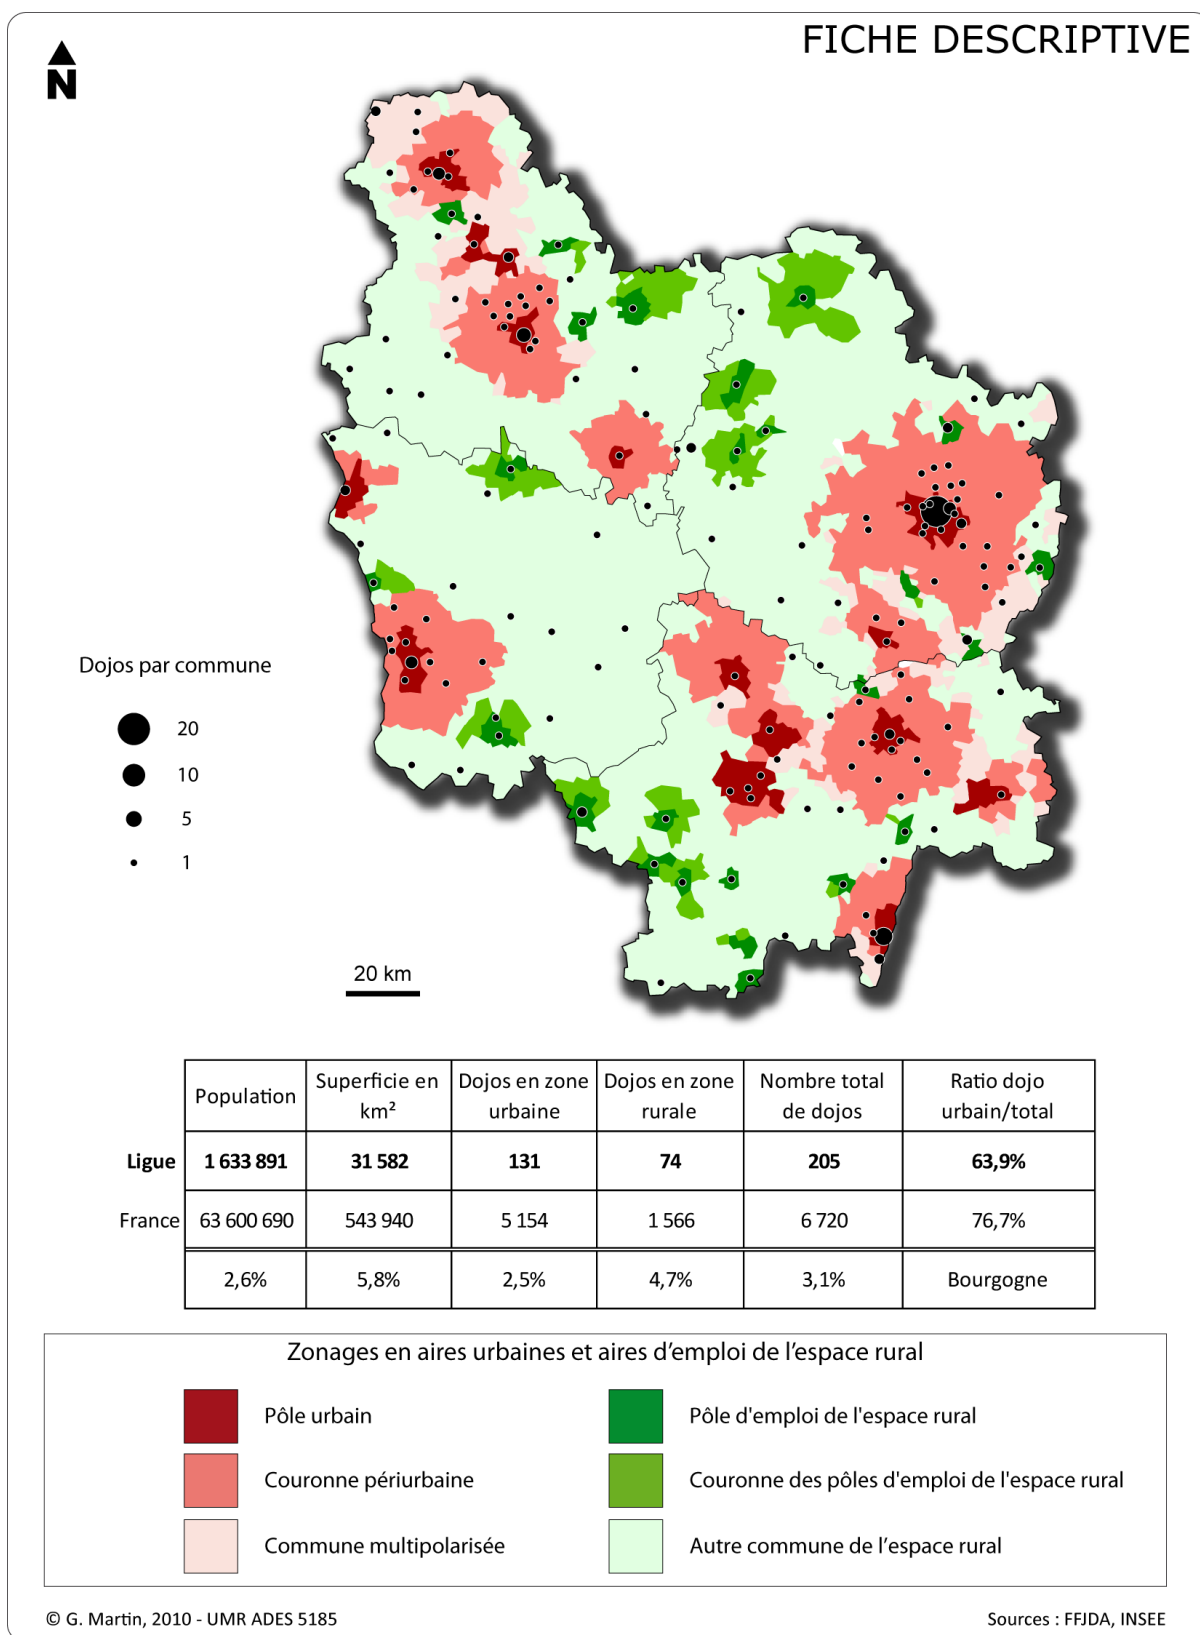 FICHE DESCRIPTIVE
N
Dojos par commune
20
10
5
1
20 km
Population
Superficie en km²
Dojos en zone urbaine
Dojos en zone rurale
Nombre total de dojos
Ratio dojo urbain/total
Ligue 1 633 891 31 582 131 74 205 63,9%
France 63 600 690 543 940 5 154 1 566 6 720 76,7%
2,6% 5,8% 2,5% 4,7% 3,1% Bourgogne
Zonages en aires urbaines et aires d'emploi de l'espace rural
Pôle urbain
Couronne périurbaine
Commune multipolarisée
Pôle d'emploi de l'espace rural
Couronne des pôles d'emploi de l'espace rural
Autre commune de l'espace rural
© G. Martin, 2010 - UMR ADES 5185
Sources : FFJDA, INSEE